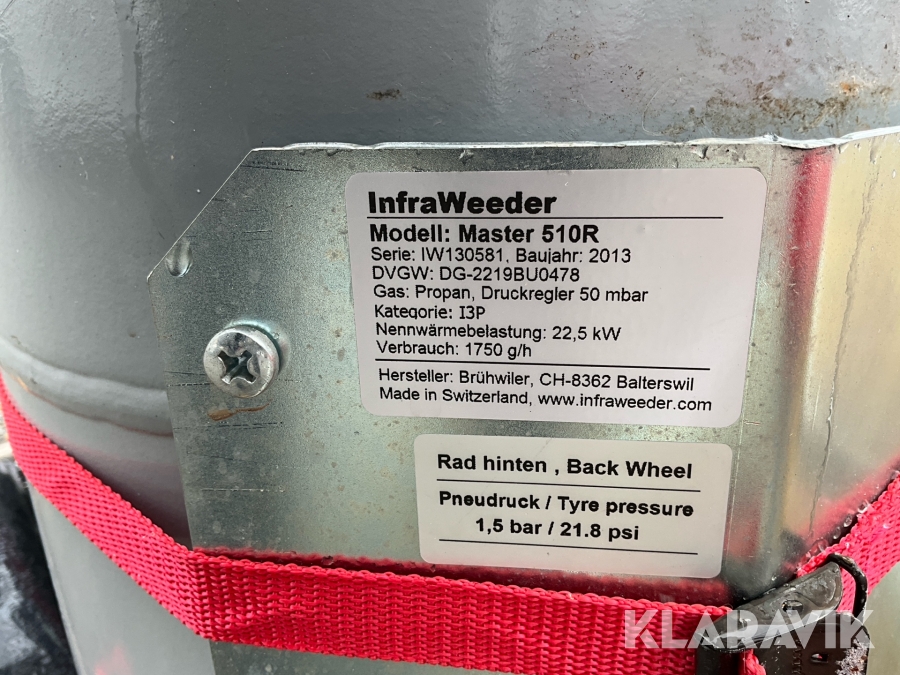 InfraWeeder
Modell: Master 510R
Serie: IW130581, Baujahr: 2013
DVGW: DG-2219BU0478
Gas: Propan, Druckregler 50 mbar
Kategorie: I3P
Nennwärmebelastung: 22,5 kW
Verbrauch: 1750 g/h
Hersteller: Brühwiler, CH-8362 Balterswil
Made in Switzerland, www.infraweeder.com
Rad hinten , Back Wheel
Pneudruck / Tyre pressure
1,5 bar / 21.8 psi
KLARAVIK